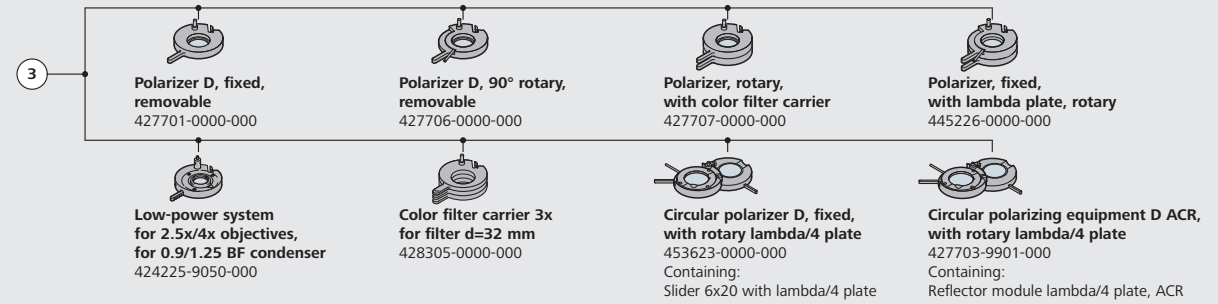 3
Polarizer D, fixed,
removable
427701-0000-000
Polarizer D, 90° rotary,
removable
427706-0000-000
Polarizer, rotary,
with color filter carrier
427707-0000-000
Polarizer, fixed,
with lambda plate, rotary
445226-0000-000
Low-power system
for 2.5x/4x objectives,
for 0.9/1.25 BF condenser
424225-9050-000
Color filter carrier 3x
for filter d=32 mm
428305-0000-000
Circular polarizer D, fixed,
with rotary lambda/4 plate
453623-0000-000
Containing:
Slider 6x20 with lambda/4 plate
Circular polarizing equipment D ACR,
with rotary lambda/4 plate
427703-9901-000
Containing:
Reflector module lambda/4 plate, ACR